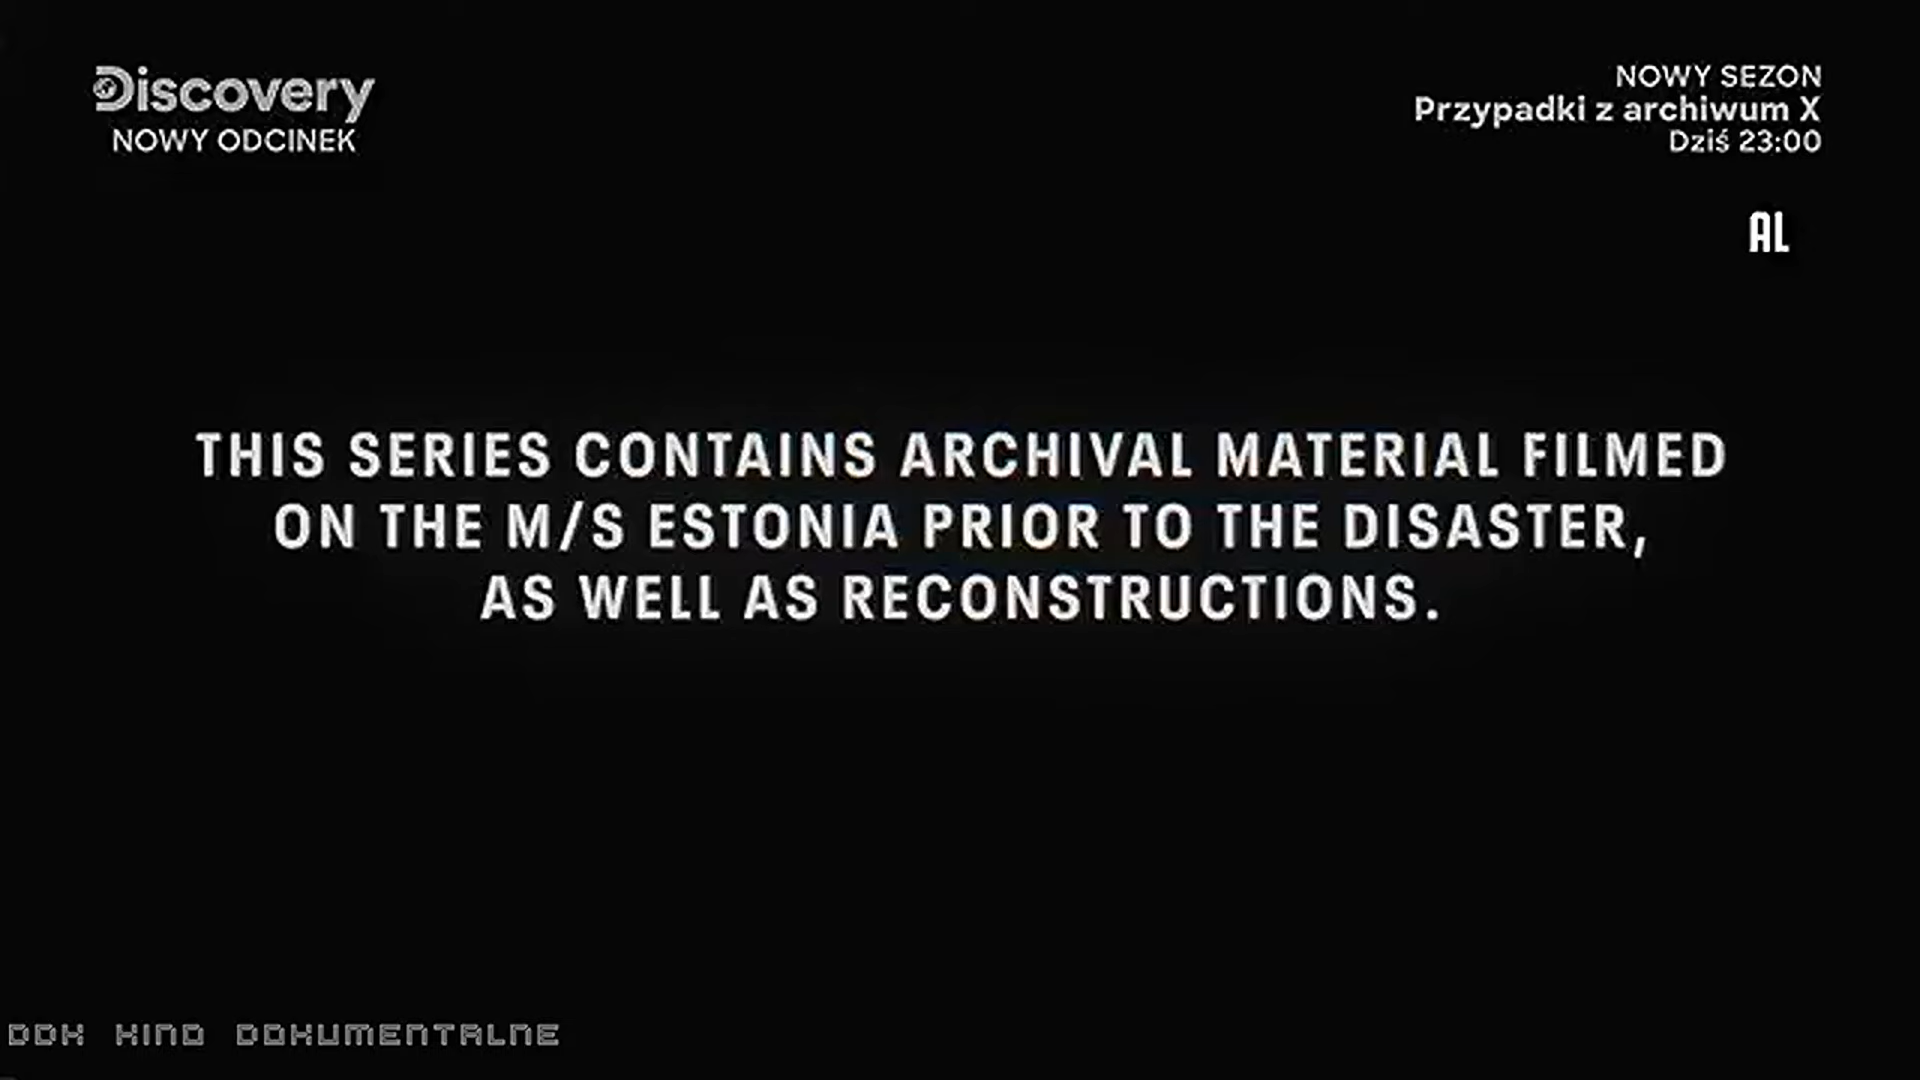 Discovery
NOWY ODCINEK
NOWY SEZON
Przypadki z archiwum X
Dziś 23:00
AL
THIS SERIES CONTAINS ARCHIVAL MATERIAL FILMED
ON THE M/S ESTONIA PRIOR TO THE DISASTER,
AS WELL AS RECONSTRUCTIONS.
DOK KINO DOKUMENTALNE